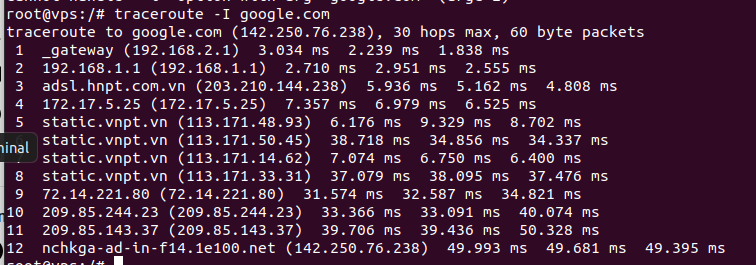 root@vps:/# traceroute -I google.com
traceroute to google.com (142.250.76.238), 30 hops max, 60 byte packets
1 _gateway (192.168.2.1) 3.034 ms 2.239 ms 1.838 ms
2 192.168.1.1 (192.168.1.1) 2.710 ms 2.951 ms 2.555 ms
3 adsl.hnpt.com.vn (203.210.144.238) 5.936 ms 5.162 ms 4.808 ms
4 172.17.5.25 (172.17.5.25) 7.357 ms 6.979 ms 6.525 ms
5 static.vnpt.vn (113.171.48.93) 6.176 ms 9.329 ms 8.702 ms
static.vnpt.vn (113.171.50.45) 38.718 ms 34.856 ms 34.337 ms
minal
static.vnpt.vn (113.171.14.62) 7.074 ms 6.750 ms 6.400 ms
8 static.vnpt.vn (113.171.33.31) 37.079 ms 38.095 ms 37.476 ms
9 72.14.221.80 (72.14.221.80) 31.574 ms 32.587 ms 34.821 ms
10 209.85.244.23 (209.85.244.23) 33.366 ms 33.091 ms 40.074 ms
11 209.85.143.37 (209.85.143.37) 39.706 ms 39.436 ms 50.328 ms
12 nchkga-ad-in-f14.1e100.net (142.250.76.238) 49.993 ms 49.681 ms 49.395 ms
root@vps:/#